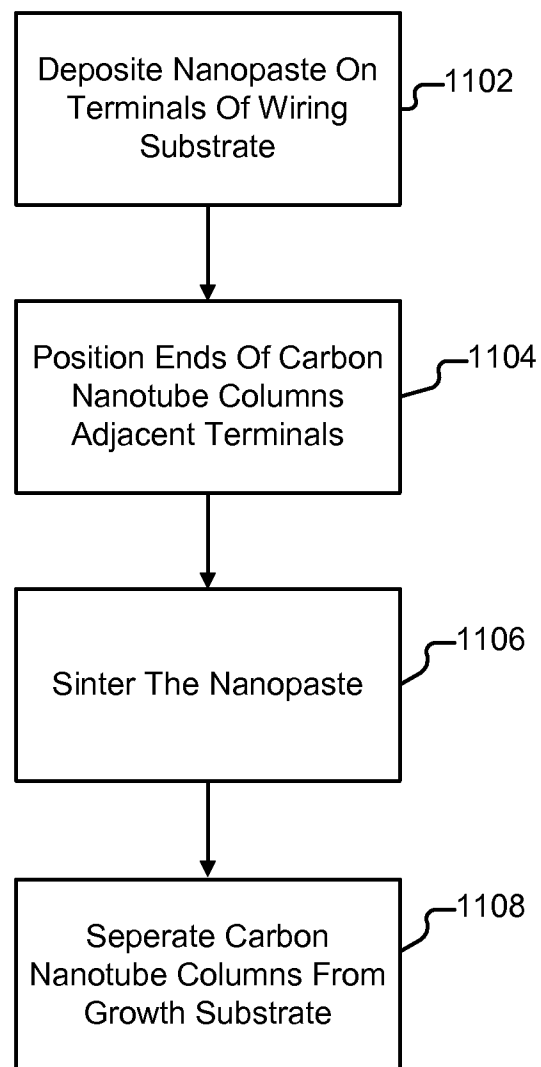 Deposite Nanopaste On
Terminals Of Wiring
Substrate
1102
Position Ends Of Carbon
Nanotube Columns
Adjacent Terminals
1104
Sinter The Nanopaste
1106
Seperate Carbon
Nanotube Columns From
Growth Substrate
1108